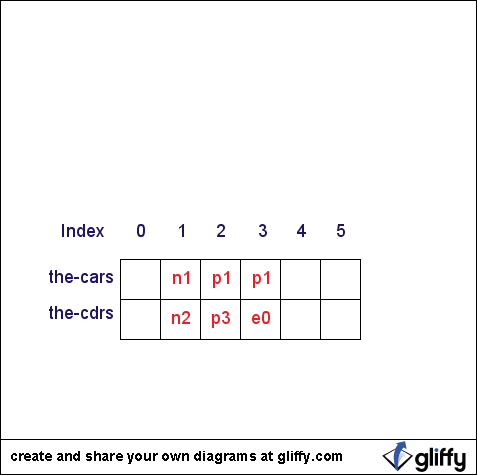 Index 0 1 2 3 4 5
the-cars n1 p1 p1
the-cdrs n2 p3 e0
create and share your own diagrams at gliffy.com gliffy